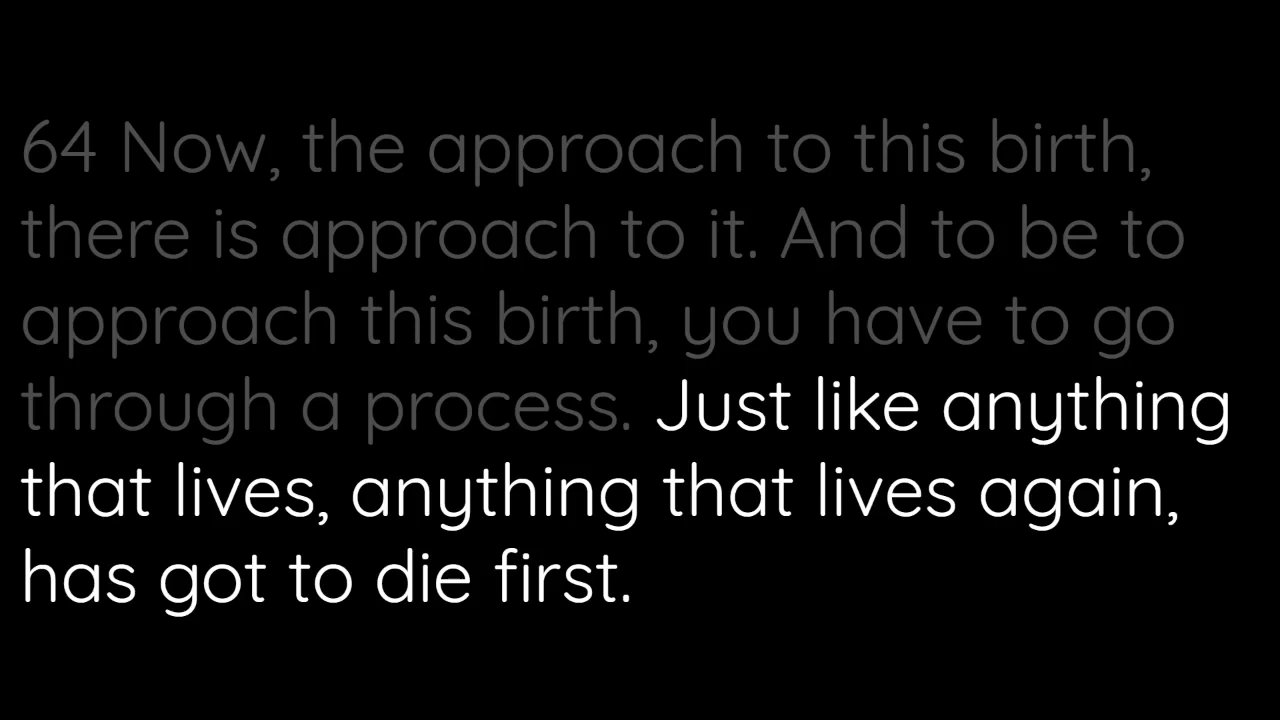 64 Now, the approach to this birth,
there is approach to it. And to be to
approach this birth, you have to go
through a process. Just like anything
that lives, anything that lives again,
has got to die first.